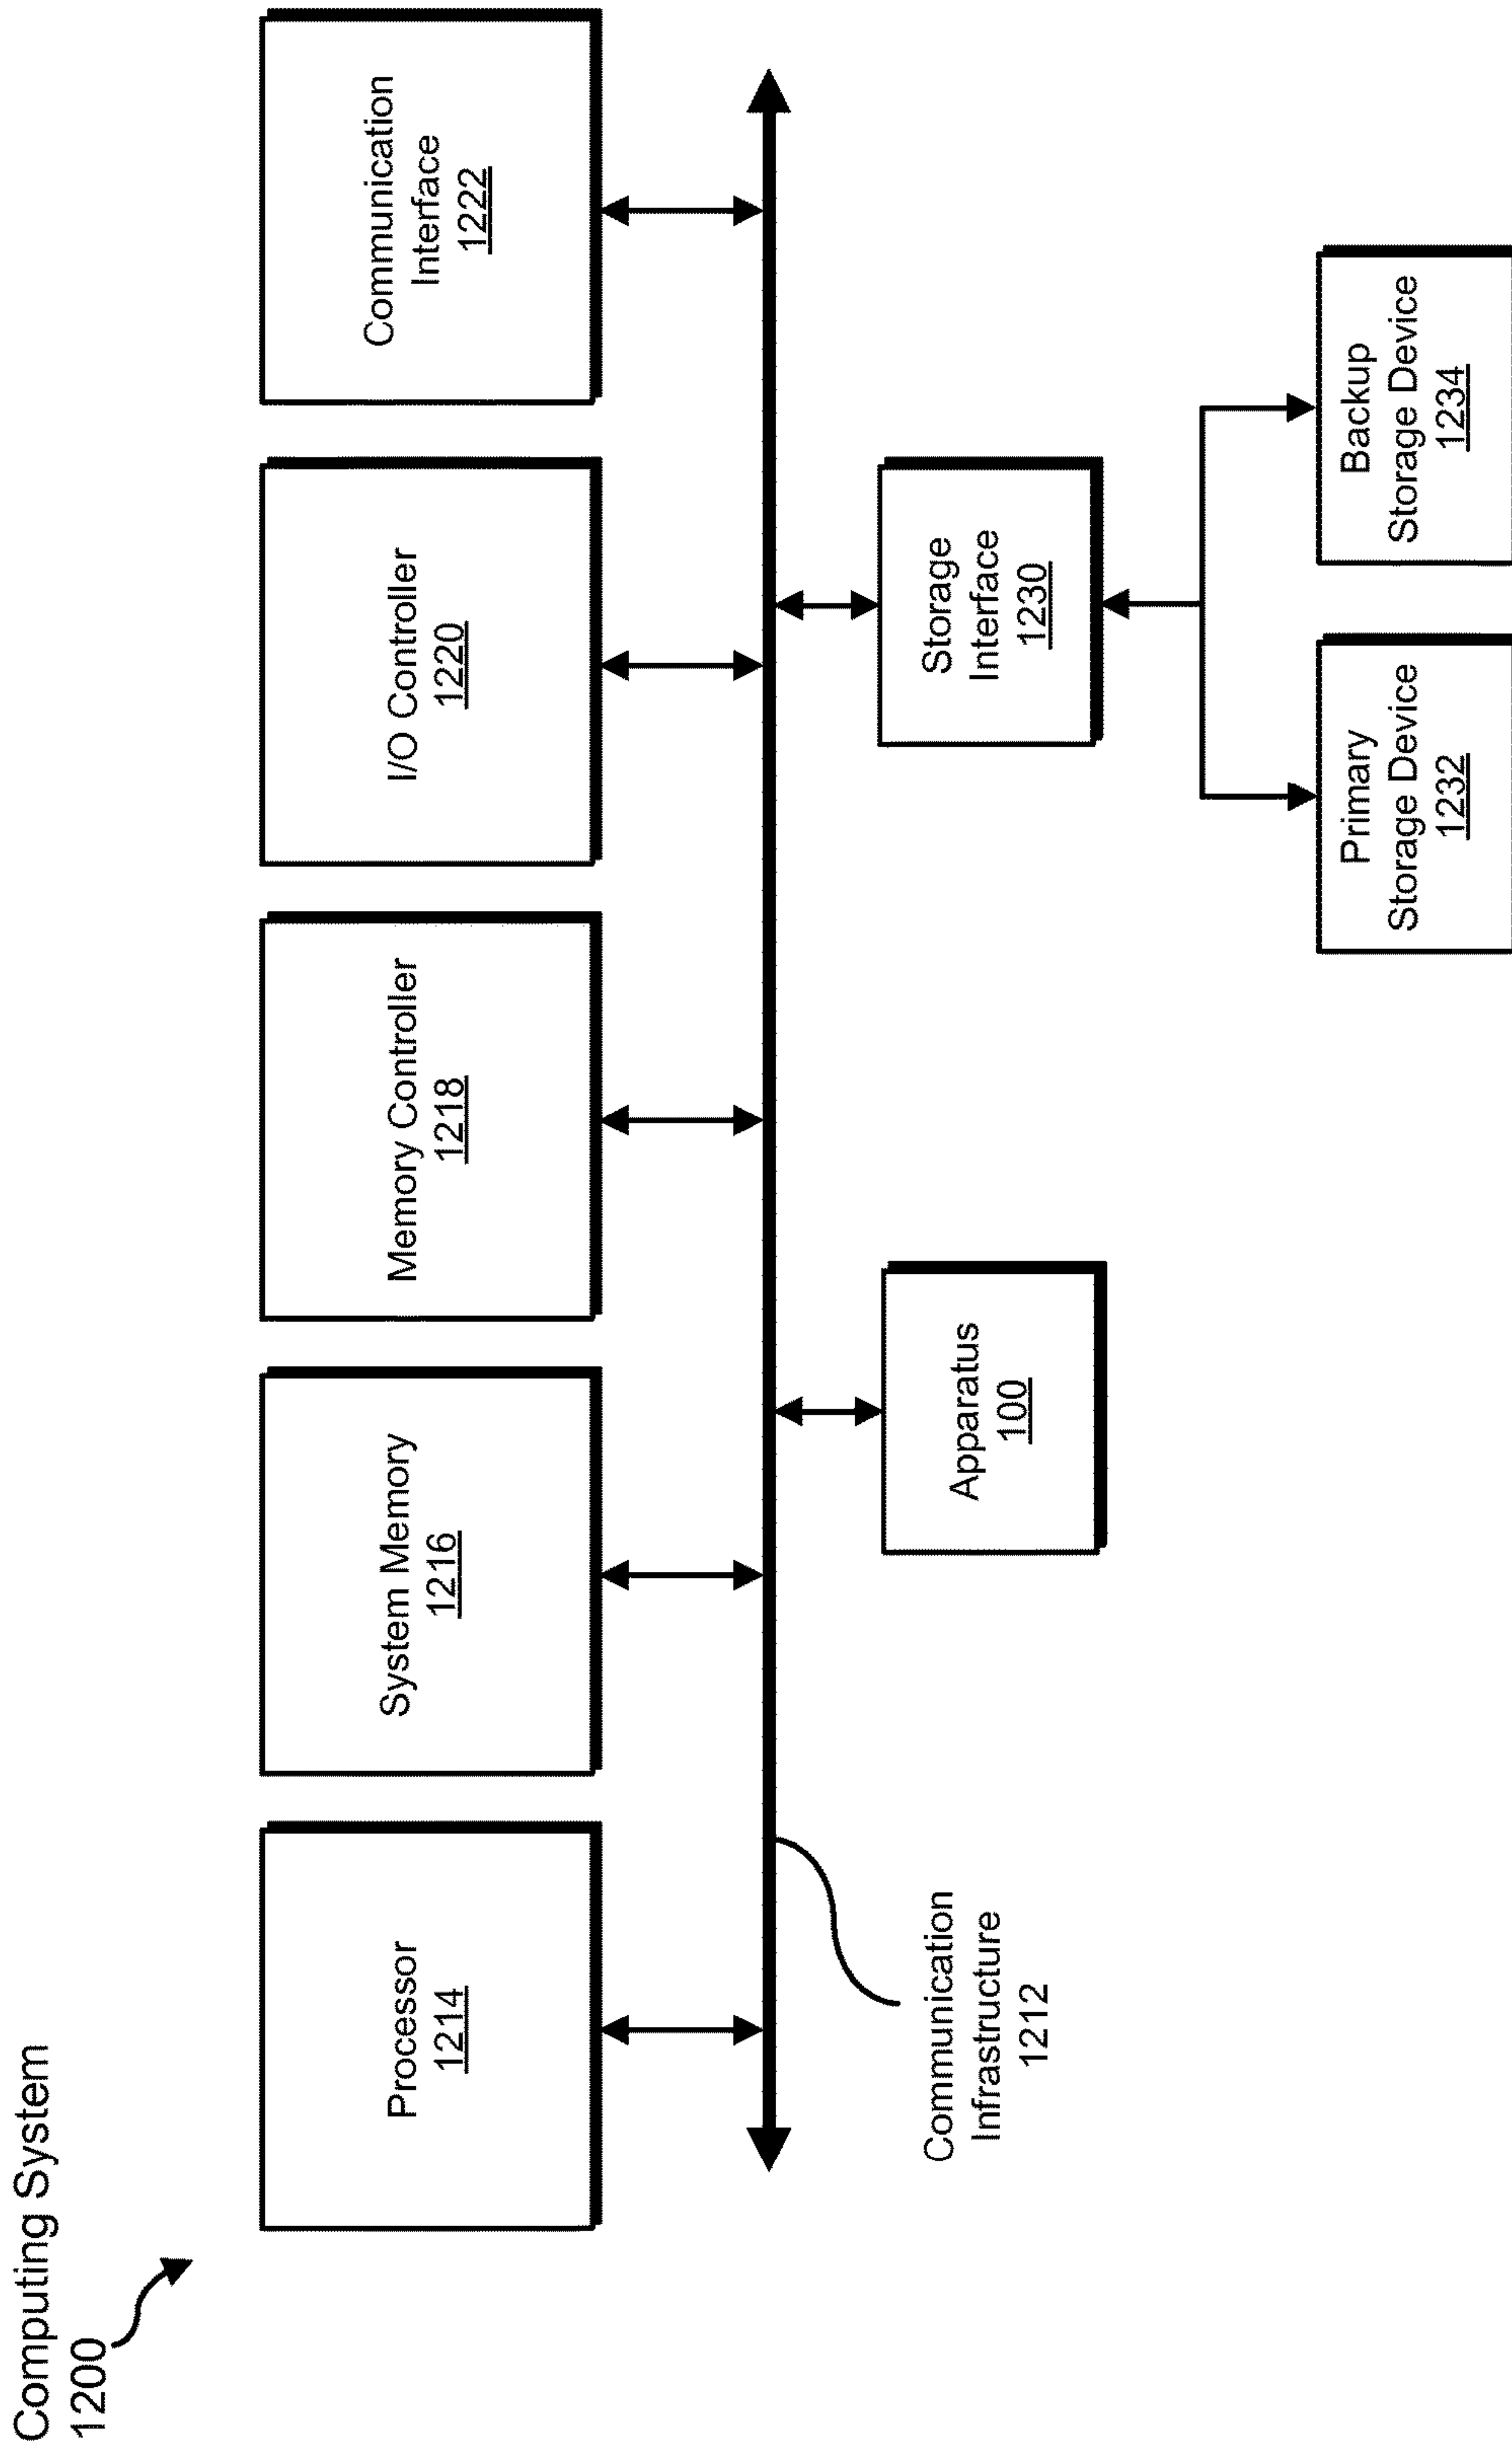 Computing System
1200
Processor
1214
System Memory
1216
Memory Controller
1218
I/O Controller
1220
Communication
Interface
1222
Communication
Infrastructure
1212
Apparatus
100
Storage
Interface
1230
Primary
Storage Device
1232
Backup
Storage Device
1234